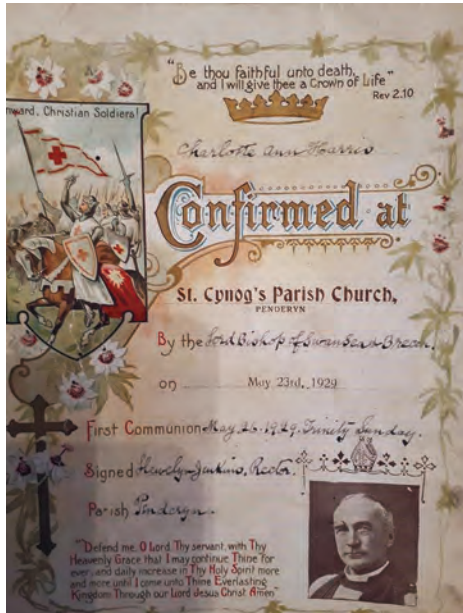 "Be thou faithful unto death,
and I will give thee a Crown of Life"
Rev 2.10
nward, Christian Soldiers!
Charlotte Ann Harris
Confirmed at
St. Cynog's Parish Church,
PENDERYN
By the Lord Bishop of Swansea & Brecon.
on May 23rd, 1929
First Communion May 26. 1929. Trinity Sunday.
Signed Llewelyn Jenkins, Rector.
Parish Penderyn.
"Defend me, O Lord, Thy servant, with Thy
Heavenly Grace that I may continue Thine for
ever, and daily increase in Thy Holy Spirit more
and more until I come unto Thine Everlasting
Kingdom Through our Lord Jesus Christ. Amen"